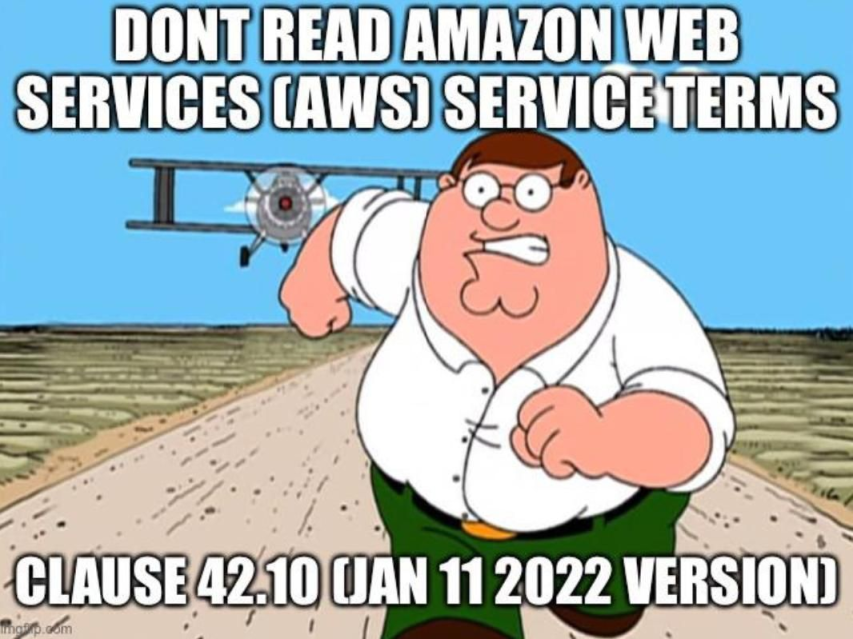 DONT READ AMAZON WEB
SERVICES (AWS) SERVICE TERMS
CLAUSE 42.10 (JAN 11 2022 VERSION)
imgflip.com